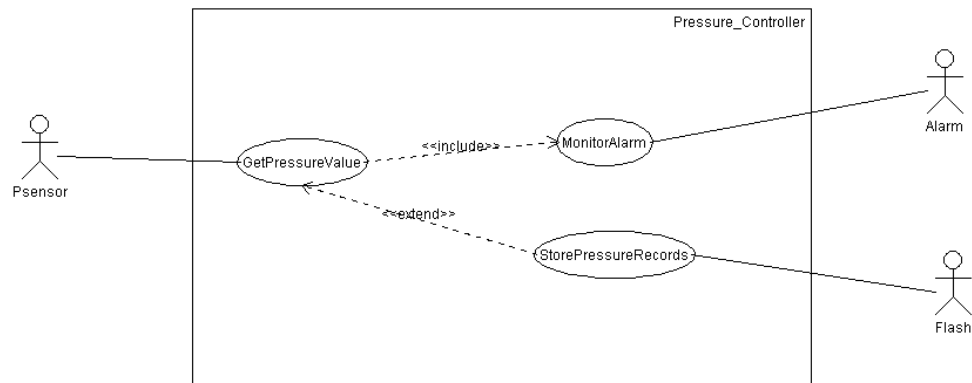 Pressure_Controller
Alarm
Psensor
GetPressureValue
<<include>>
MonitorAlarm
<<extend>>
StorePressureRecords
Flash